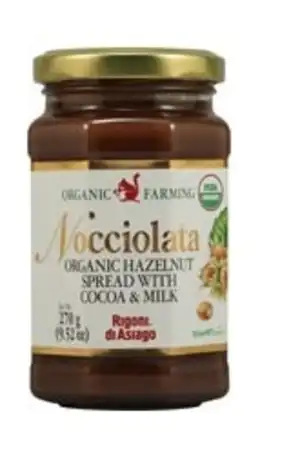 ORGANIC FARMING
Nocciolata
ORGANIC HAZELNUT
SPREAD WITH
COCOA & MILK
270 g
(9.52 oz)
Rigoni
di Asiago